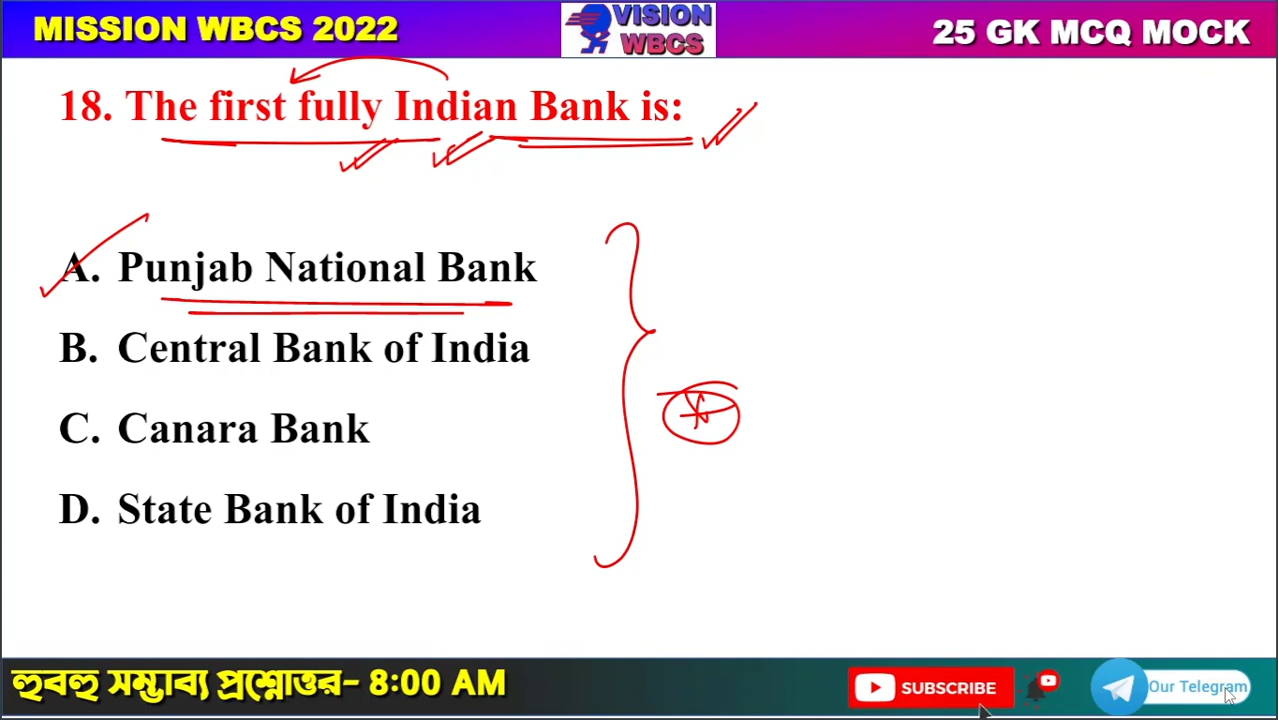 MISSION WBCS 2022
VISION
WBCS
25 GK MCQ MOCK
18. The first fully Indian Bank is:
A. Punjab National Bank
B. Central Bank of India
C. Canara Bank
D. State Bank of India
হুবহু সম্ভাব্য প্রশ্নোত্তর- 8:00 AM
SUBSCRIBE
Our Telegram